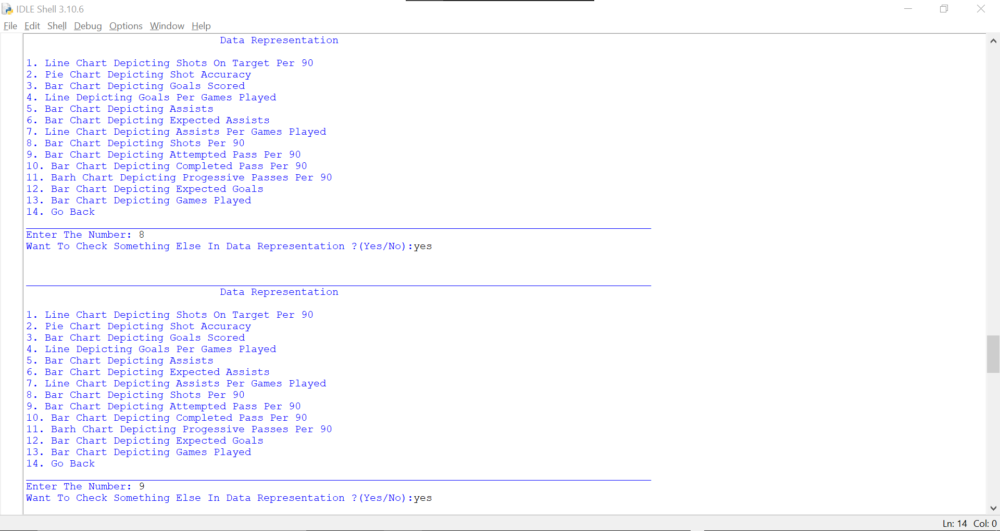 IDLE Shell 3.10.6
File Edit Shell Debug Options Window Help
Data Representation
1. Line Chart Depicting Shots On Target Per 90
2. Pie Chart Depicting Shot Accuracy
3. Bar Chart Depicting Goals Scored
4. Line Depicting Goals Per Games Played
5. Bar Chart Depicting Assists
6. Bar Chart Depicting Expected Assists
7. Line Chart Depicting Assists Per Games Played
8. Bar Chart Depicting Shots Per 90
9. Bar Chart Depicting Attempted Pass Per 90
10. Bar Chart Depicting Completed Pass Per 90
11. Barh Chart Depicting Progessive Passes Per 90
12. Bar Chart Depicting Expected Goals
13. Bar Chart Depicting Games Played
14. Go Back
Enter The Number: 8
Want To Check Something Else In Data Representation ?(Yes/No):yes
Data Representation
1. Line Chart Depicting Shots On Target Per 90
2. Pie Chart Depicting Shot Accuracy
3. Bar Chart Depicting Goals Scored
4. Line Depicting Goals Per Games Played
5. Bar Chart Depicting Assists
6. Bar Chart Depicting Expected Assists
7. Line Chart Depicting Assists Per Games Played
8. Bar Chart Depicting Shots Per 90
9. Bar Chart Depicting Attempted Pass Per 90
10. Bar Chart Depicting Completed Pass Per 90
11. Barh Chart Depicting Progessive Passes Per 90
12. Bar Chart Depicting Expected Goals
13. Bar Chart Depicting Games Played
14. Go Back
Enter The Number: 9
Want To Check Something Else In Data Representation ?(Yes/No):yes
Ln: 14 Col: 0